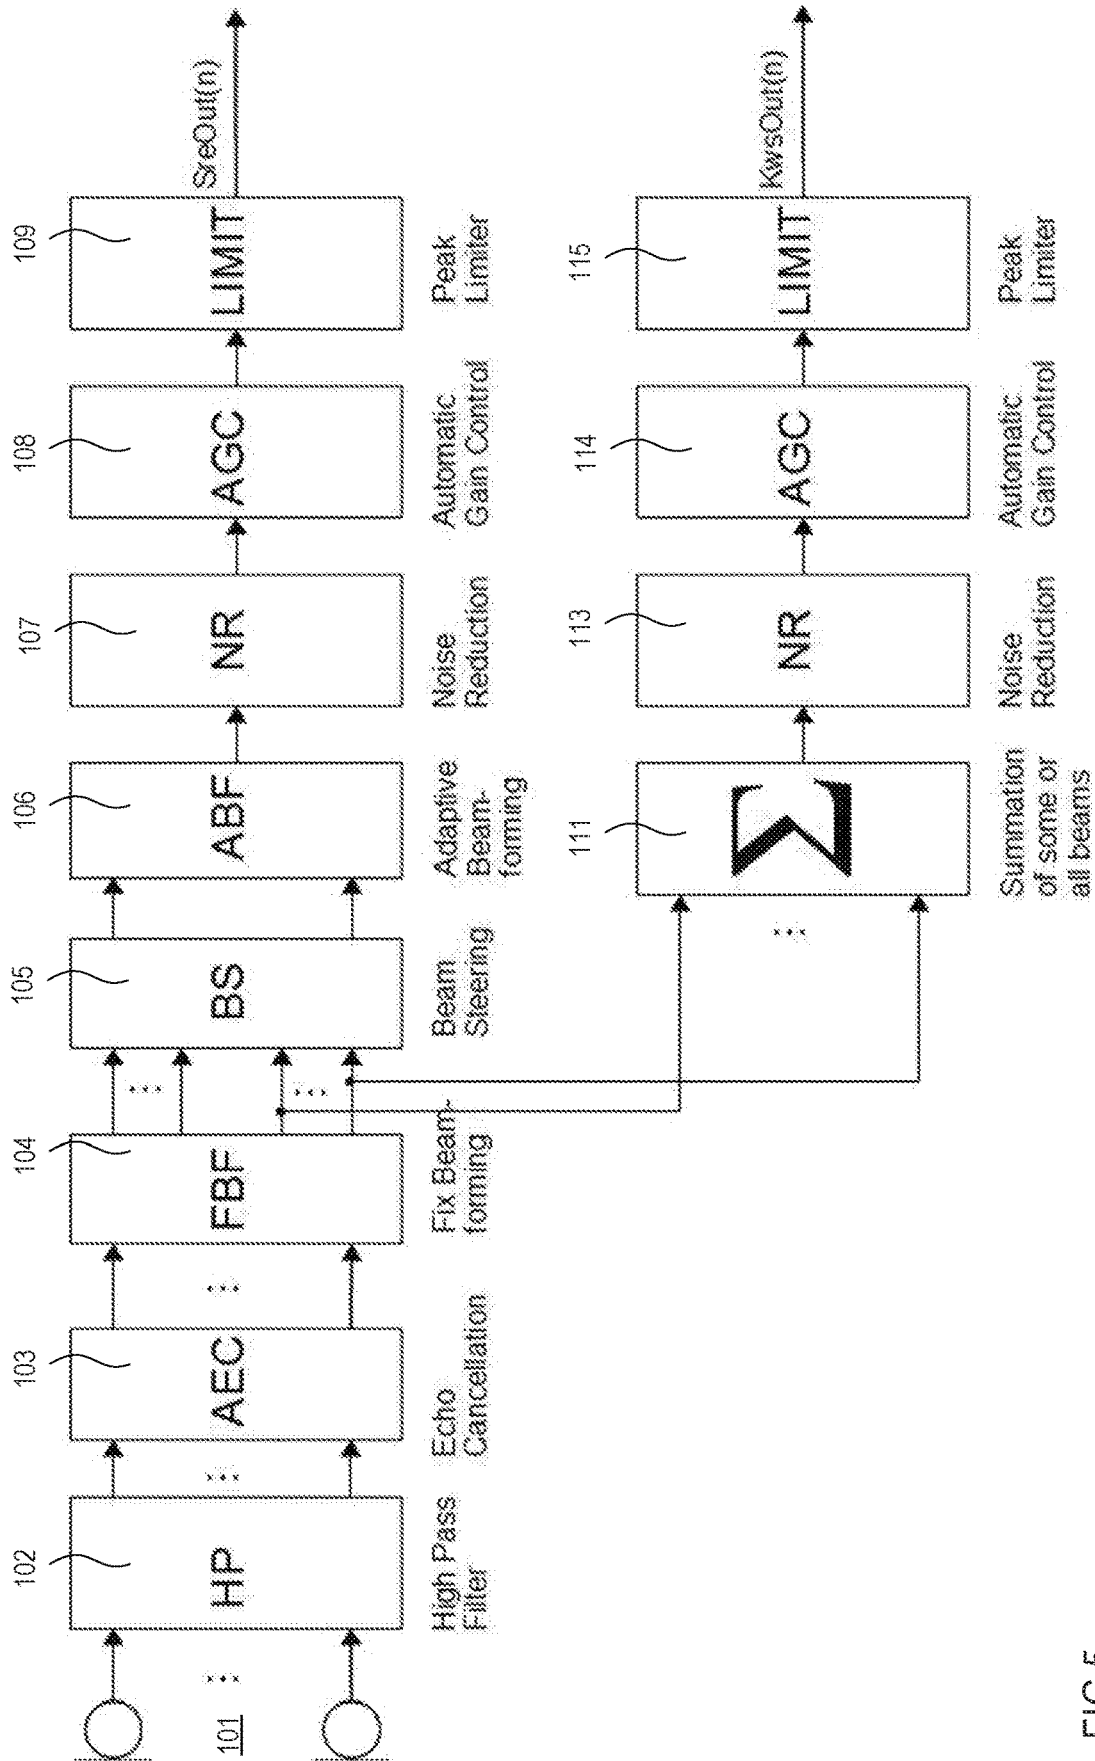 101
102
HP
High Pass
Filter
103
AEC
Echo
Cancellation
104
FBF
Fix Beam-
forming
105
BS
Beam
Steering
106
ABF
Adaptive
Beam-
forming
107
NR
Noise
Reduction
108
AGC
Automatic
Gain Control
109
LIMIT
Peak
Limiter
SreOut(n)
111
Σ
Summation
of some or
all beams
113
NR
Noise
Reduction
114
AGC
Automatic
Gain Control
115
LIMIT
Peak
Limiter
KwsOut(n)
FIG 5